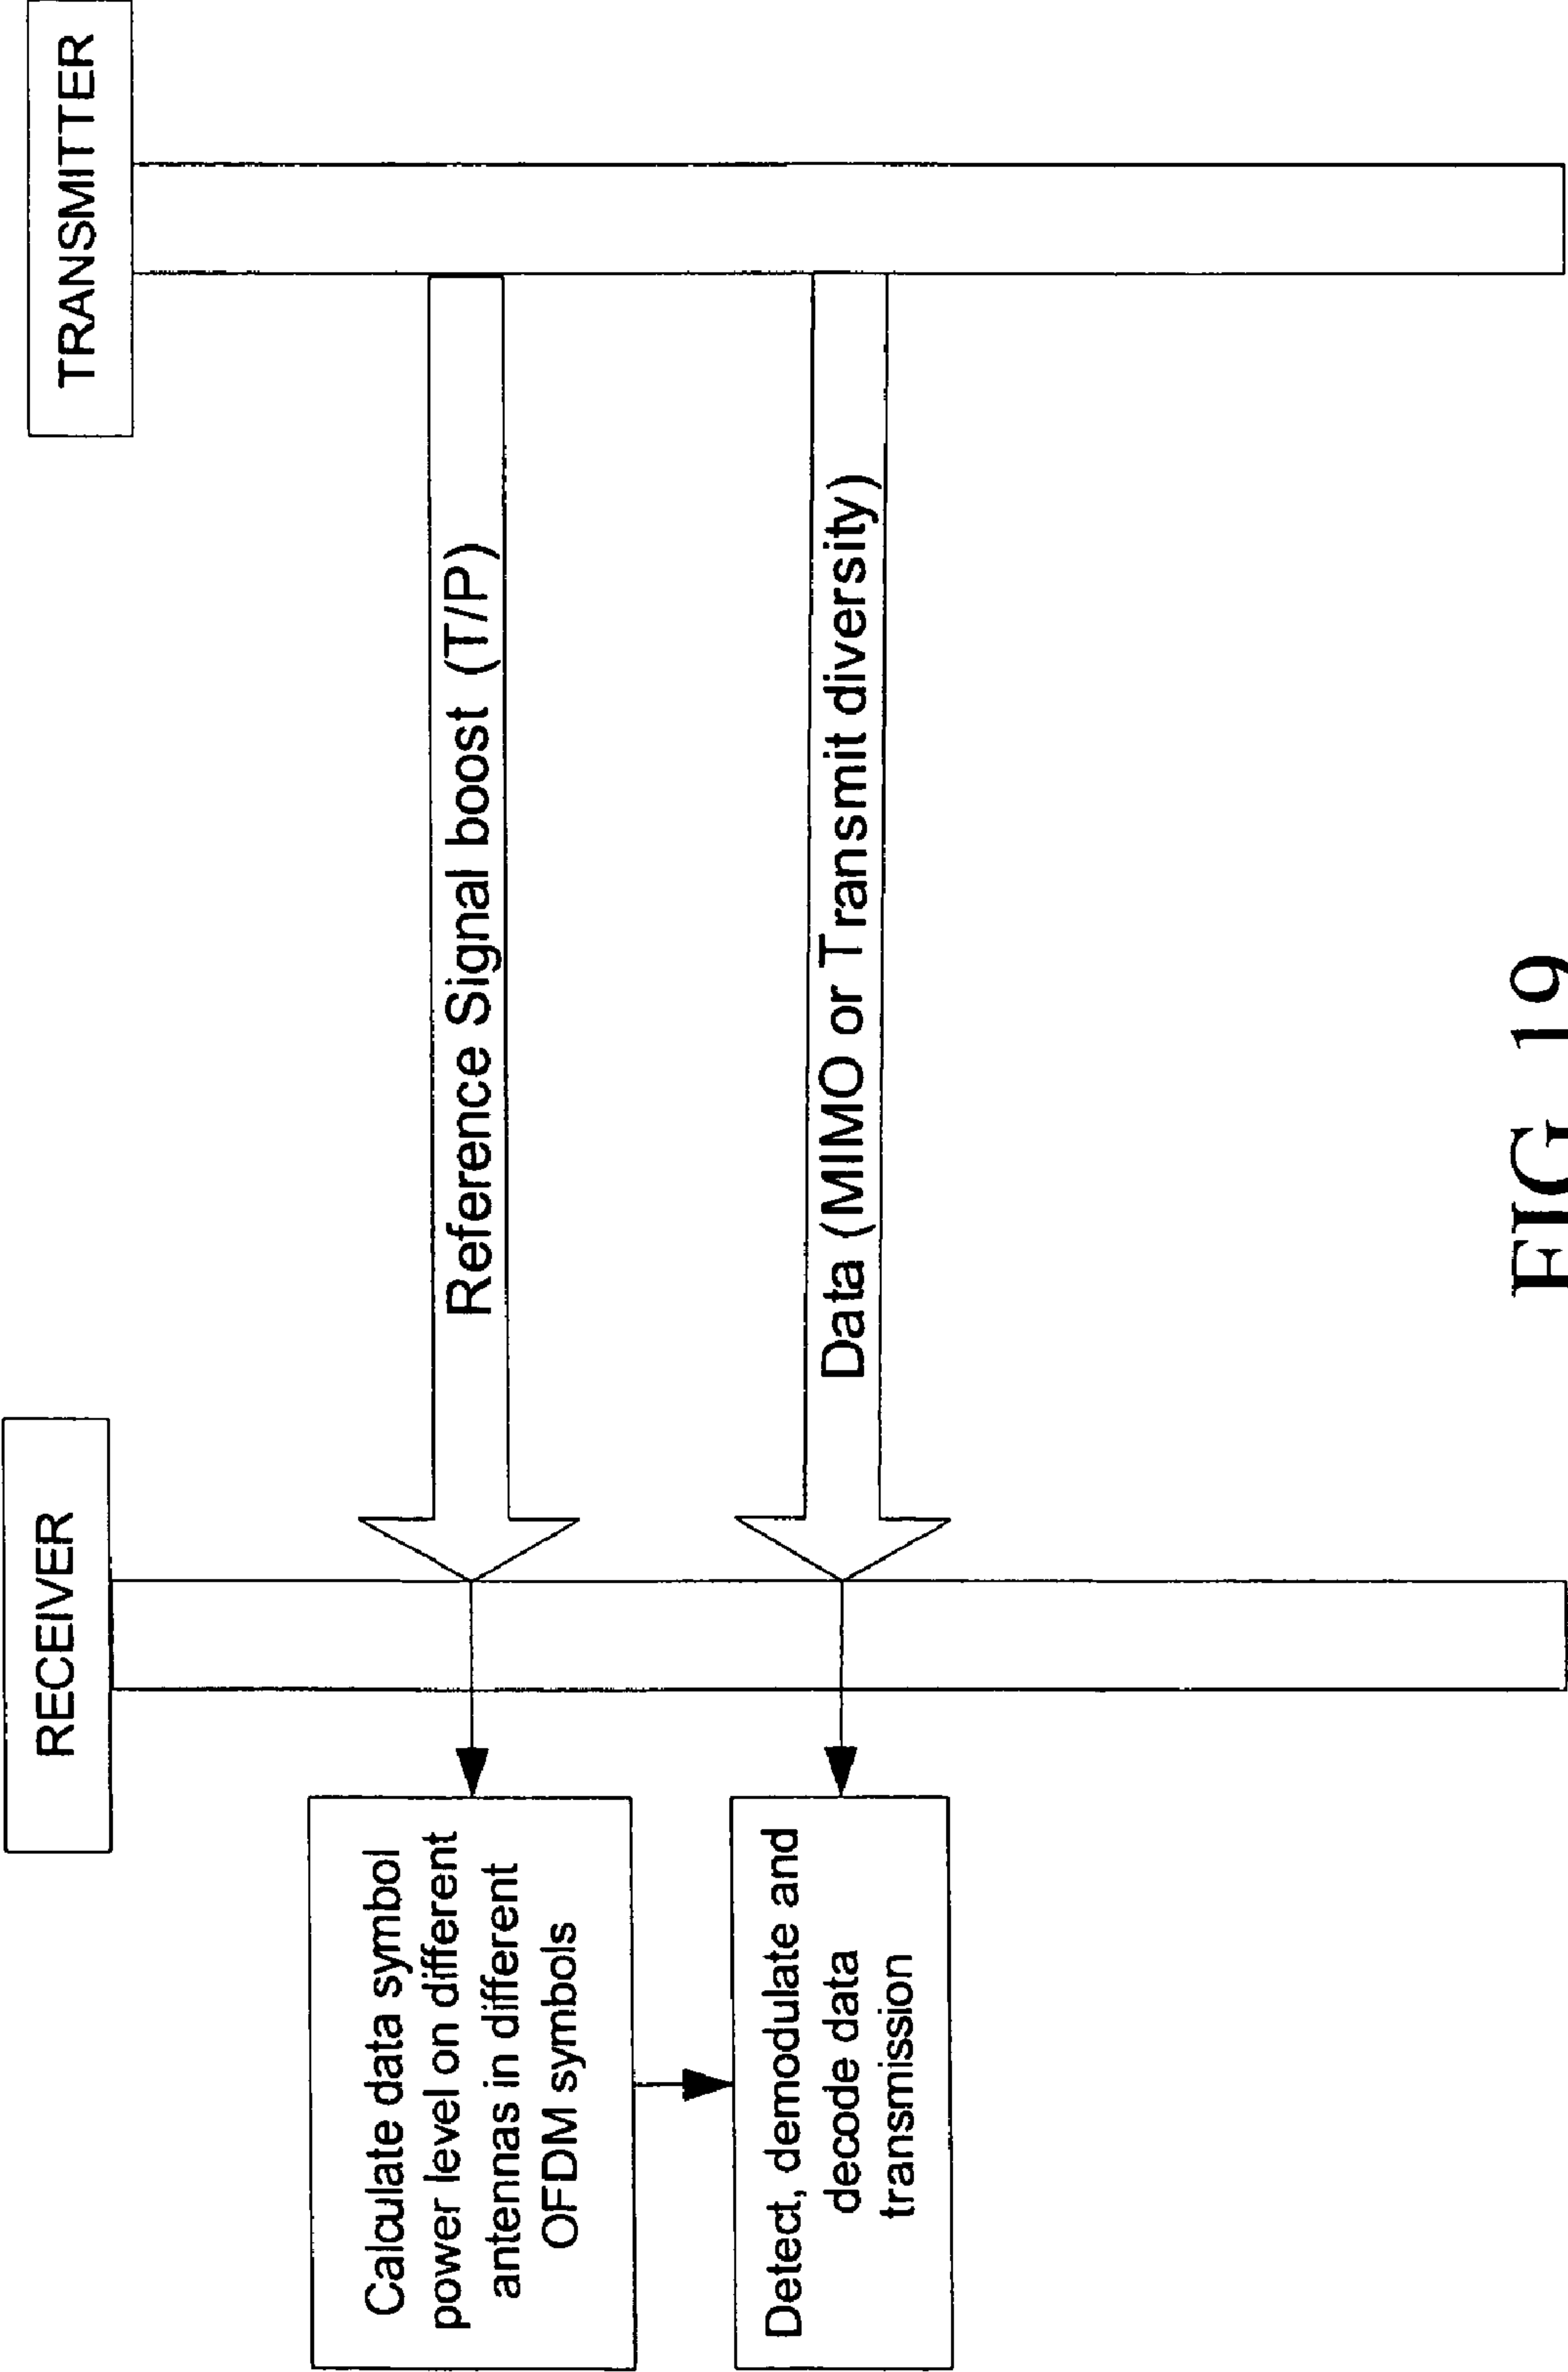 RECEIVER
TRANSMITTER
Reference Signal boost (T/P)
Calculate data symbol
power level on different
antennas in different
OFDM symbols
Data (MIMO or Transmit diversity)
Detect, demodulate and
decode data
transmission
FIG 19